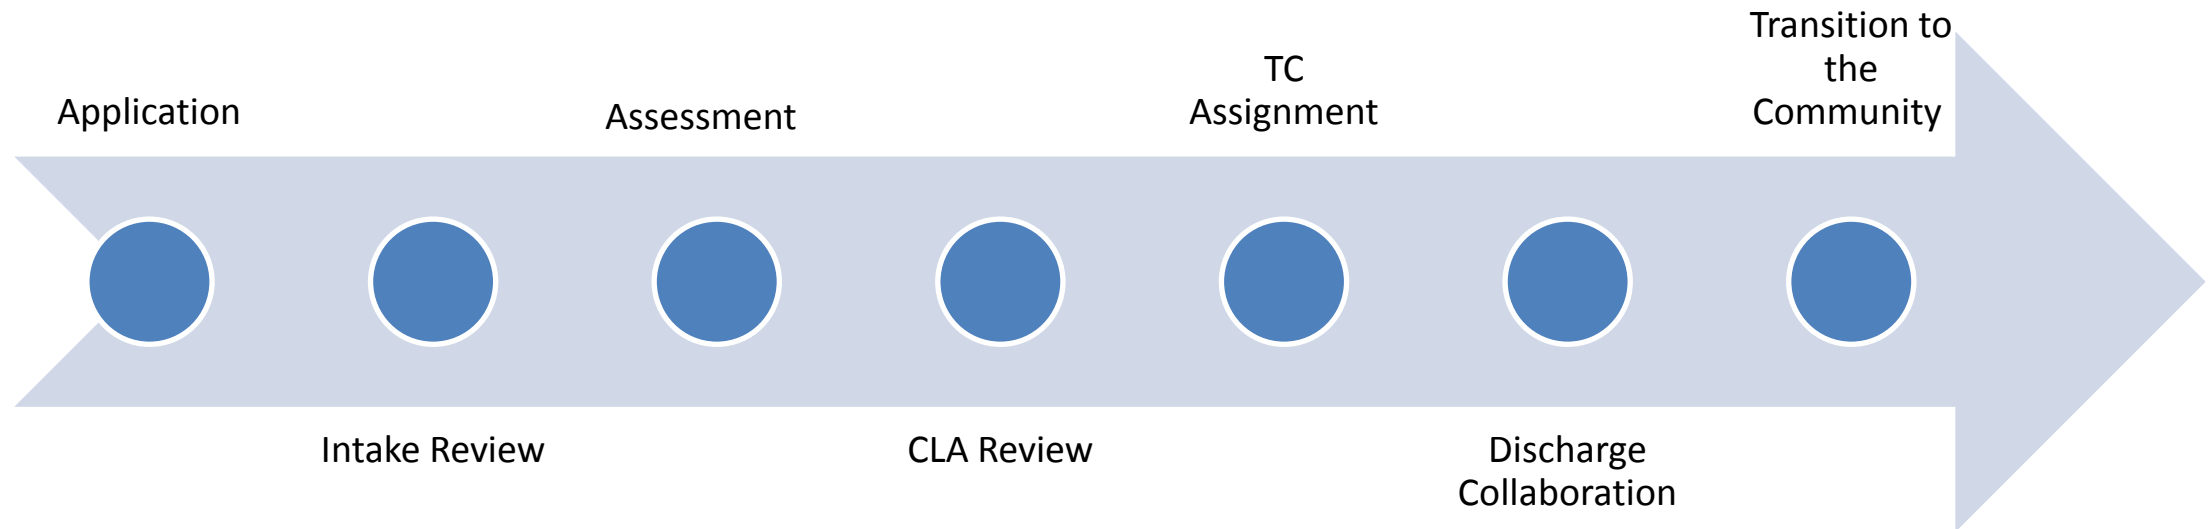 Application
Intake Review
Assessment
CLA Review
TC
Assignment
Discharge
Collaboration
Transition to
the
Community